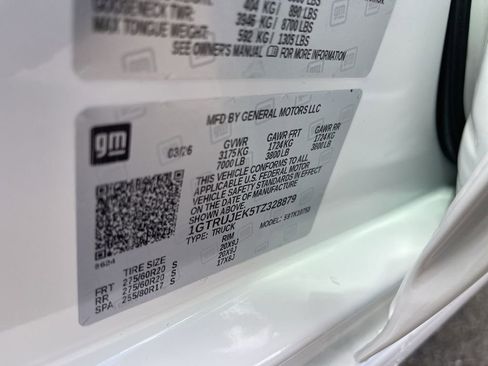 404 KG / 890 LBS
GOOSENECK TWR: 3946 KG / 8700 LBS
MAX TONGUE WEIGHT: 592 KG / 1305 LBS
SEE OWNER'S MANUAL FOR MORE INFORMATION
gm
MFD BY GENERAL MOTORS LLC
03/26
GVWR GAWR FRT GAWR RR
3175KG 1724KG 1724KG
7000 LB 3800 LB 3800 LB
THIS VEHICLE CONFORMS TO ALL
APPLICABLE U.S. FEDERAL MOTOR
VEHICLE SAFETY STANDARDS IN
EFFECT ON THE DATE OF
MANUFACTURE SHOWN ABOVE.
1GTRUJEK5TZ328879
TYPE: TRUCK
TIRE SIZE RIM
FRT 275/60R20 S 20X9J
RR 275/60R20 S 20X9J
SPA 255/80R17 S 17X8J